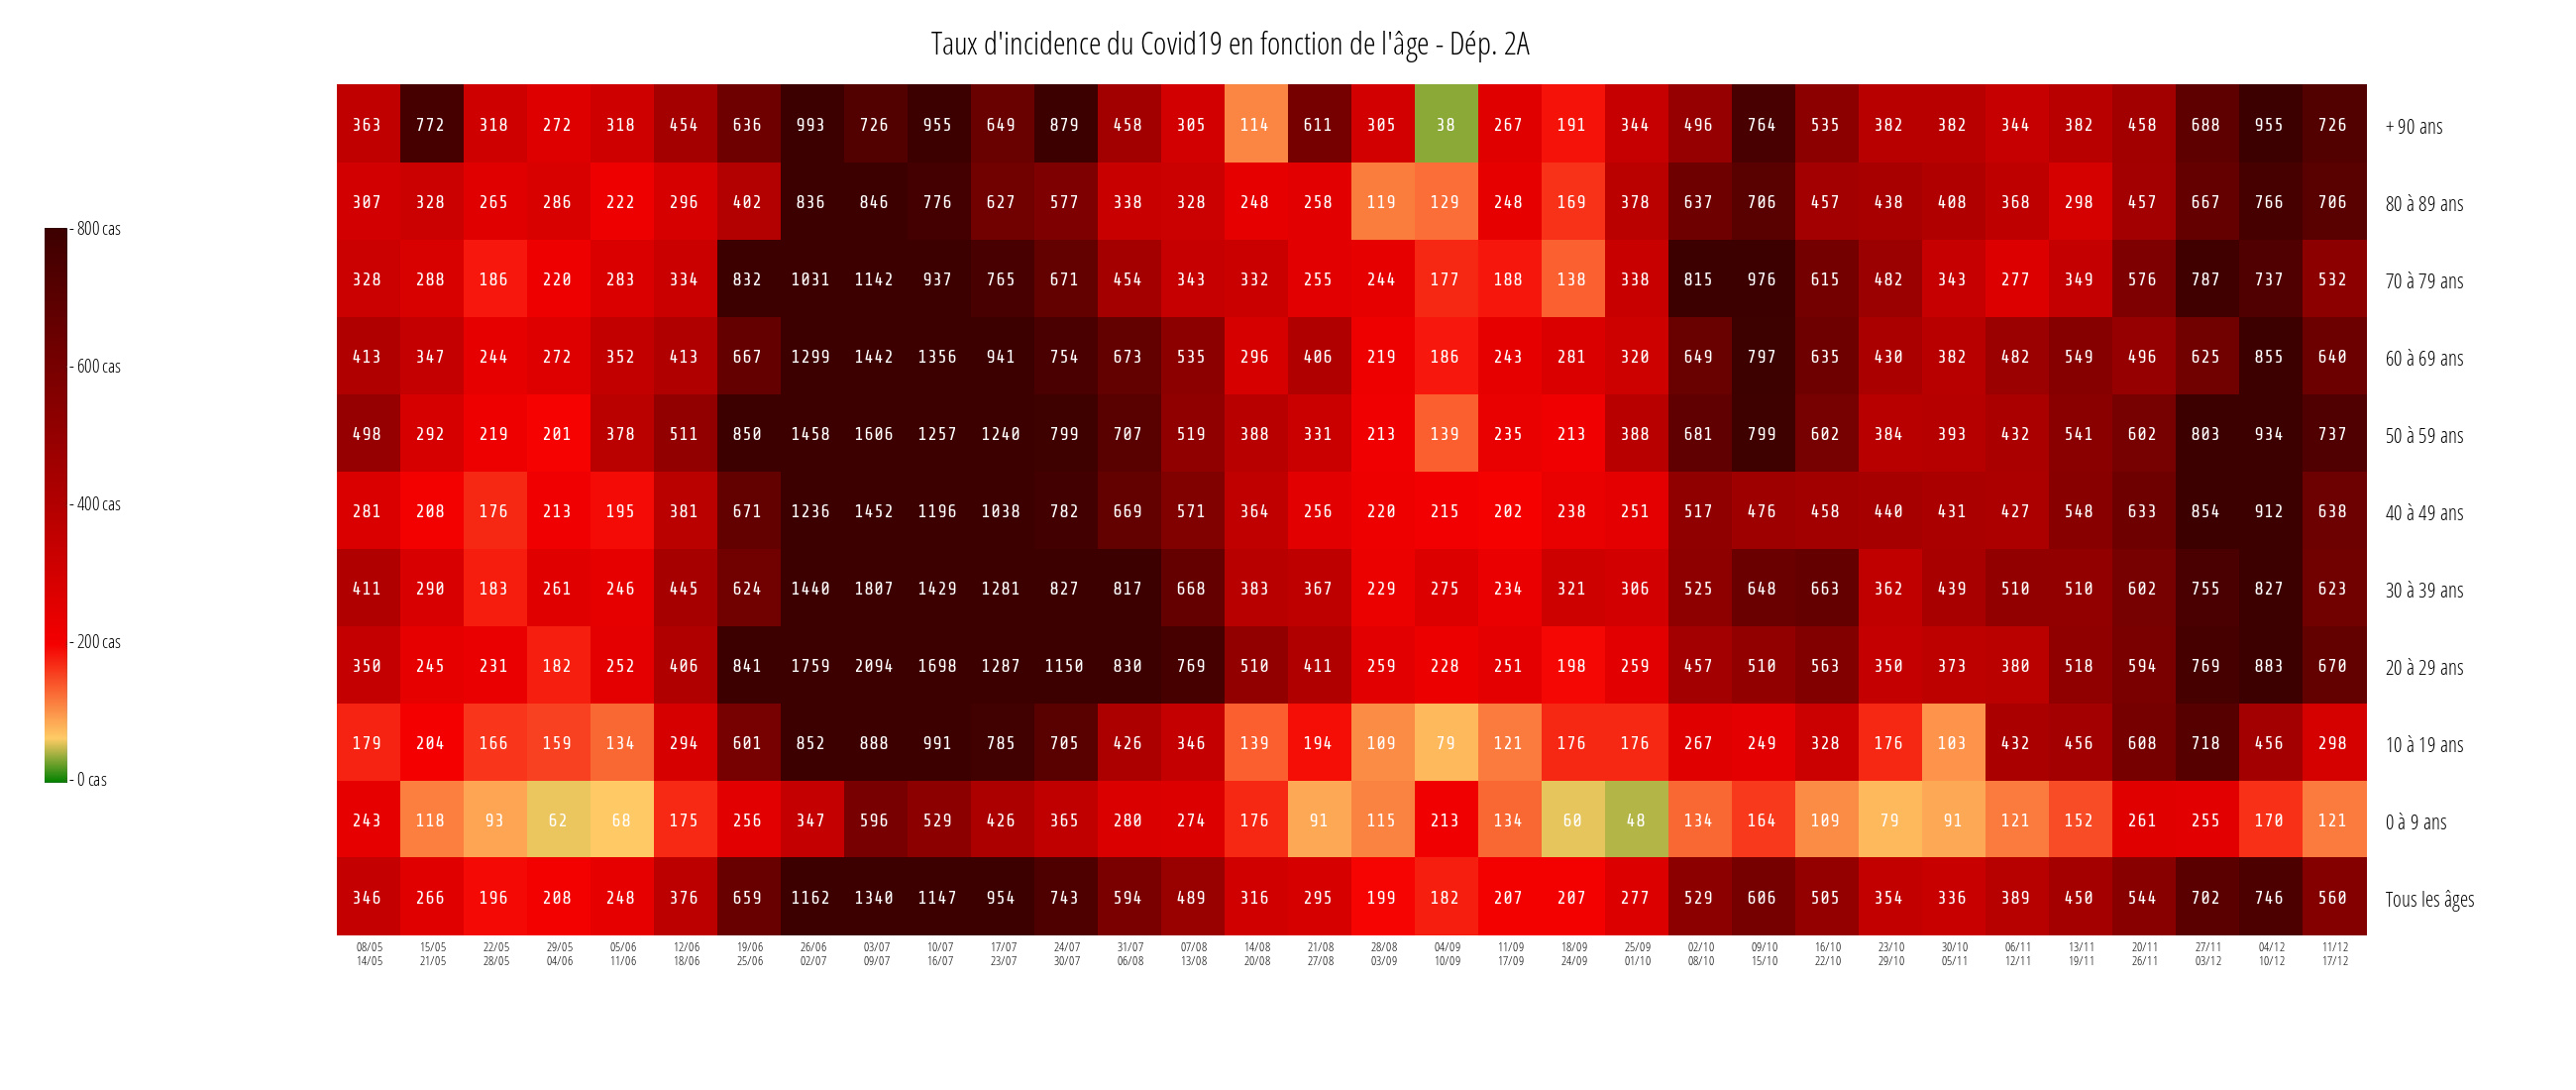 Taux d'incidence du Covid19 en fonction de l'âge - Dép. 2A
363 772 318 272 318 454 636 993 726 955 649 879 458 305 114 611 305 38 267 191 344 496 764 535 382 382 344 382 458 688 955 726 + 90 ans
307 328 265 286 222 296 402 836 846 776 627 577 338 328 248 258 119 129 248 169 378 637 706 457 438 408 368 298 457 667 766 706 80 à 89 ans
328 288 186 220 283 334 832 1031 1142 937 765 671 454 343 332 255 244 177 188 138 338 815 976 615 482 343 277 349 576 787 737 532 70 à 79 ans
413 347 244 272 352 413 667 1299 1442 1356 941 754 673 535 296 406 219 186 243 281 320 649 797 635 430 382 482 549 496 625 855 640 60 à 69 ans
498 292 219 201 378 511 850 1458 1606 1257 1240 799 707 519 388 331 213 139 235 213 388 681 799 602 384 393 432 541 602 803 934 737 50 à 59 ans
281 208 176 213 195 381 671 1236 1452 1196 1038 782 669 571 364 256 220 215 202 238 251 517 476 458 440 431 427 548 633 854 912 638 40 à 49 ans
411 290 183 261 246 445 624 1440 1807 1429 1281 827 817 668 383 367 229 275 234 321 306 525 648 663 362 439 510 510 602 755 827 623 30 à 39 ans
350 245 231 182 252 406 841 1759 2094 1698 1287 1150 830 769 510 411 259 228 251 198 259 457 510 563 350 373 380 518 594 769 883 670 20 à 29 ans
179 204 166 159 134 294 601 852 888 991 785 705 426 346 139 194 109 79 121 176 176 267 249 328 176 103 432 456 608 718 456 298 10 à 19 ans
243 118 93 62 68 175 256 347 596 529 426 365 280 274 176 91 115 213 134 60 48 134 164 109 79 91 121 152 261 255 170 121 0 à 9 ans
346 266 196 208 248 376 659 1162 1340 1147 954 743 594 489 316 295 199 182 207 207 277 529 606 505 354 336 389 450 544 702 746 560 Tous les âges
08/05 15/05 22/05 29/05 05/06 12/06 19/06 26/06 03/07 10/07 17/07 24/07 31/07 07/08 14/08 21/08 28/08 04/09 11/09 18/09 25/09 02/10 09/10 16/10 23/10 30/10 06/11 13/11 20/11 27/11 04/12 11/12
14/05 21/05 28/05 04/06 11/06 18/06 25/06 02/07 09/07 16/07 23/07 30/07 06/08 13/08 20/08 27/08 03/09 10/09 17/09 24/09 01/10 08/10 15/10 22/10 29/10 05/11 12/11 19/11 26/11 03/12 10/12 17/12
- 800 cas
- 600 cas
- 400 cas
- 200 cas
- 0 cas